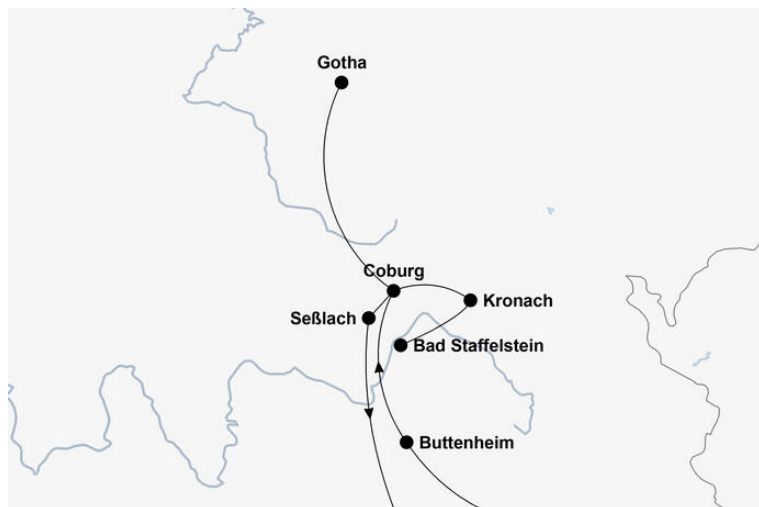 Gotha
Coburg
Kronach
Seßlach
Bad Staffelstein
Buttenheim